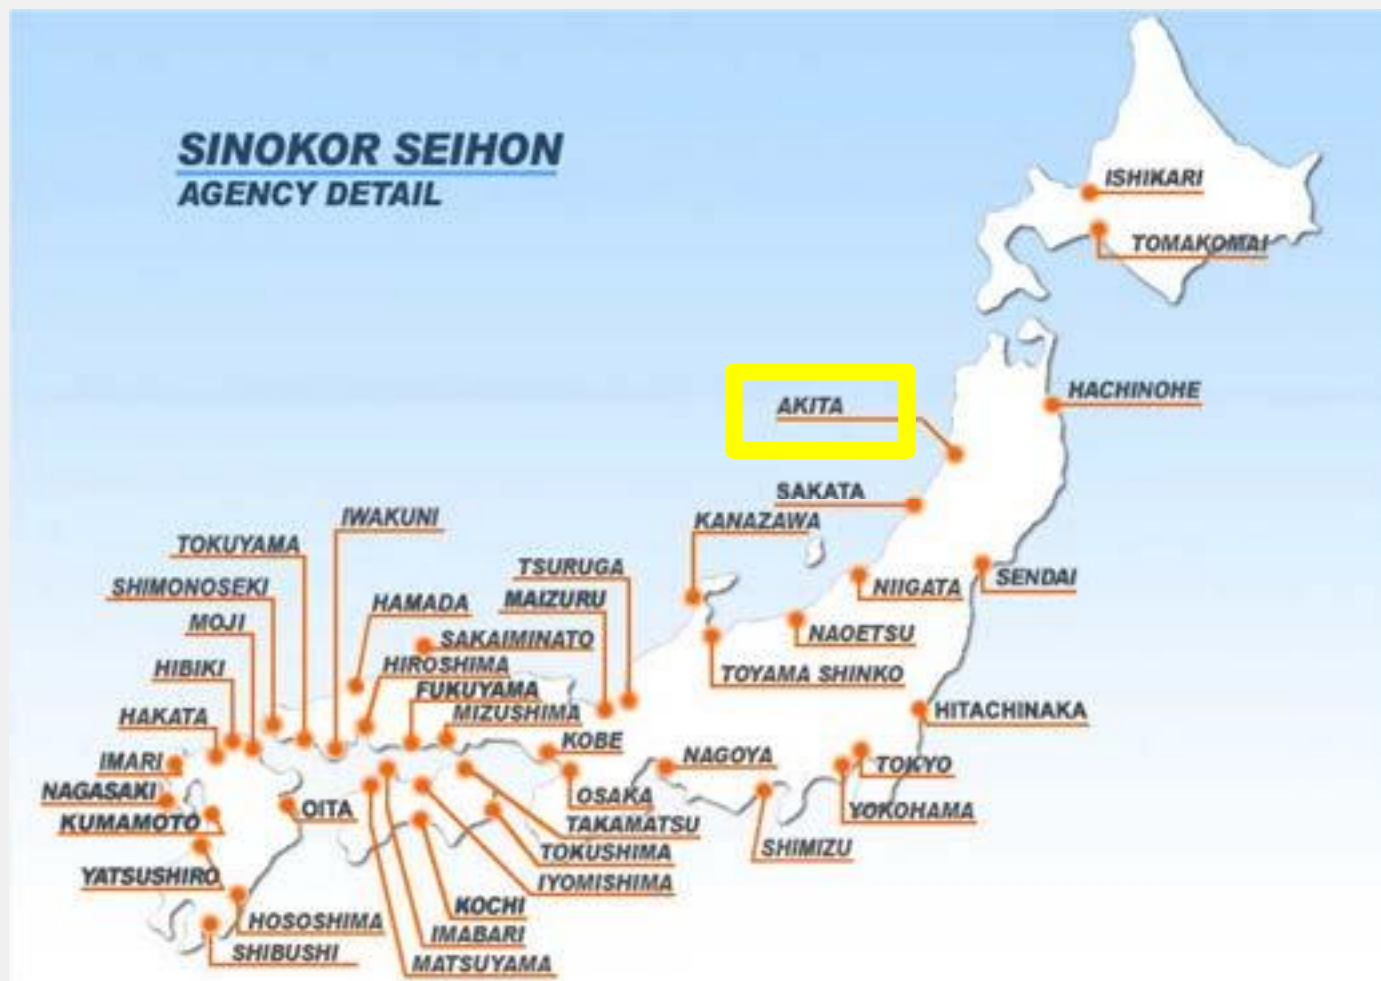 SINOKOR SEIHON
AGENCY DETAIL
ISHIKARI
TOMAKOMAI
HACHINOHE
AKITA
SAKATA
KANAZAWA
IWAKUNI
TOKUYAMA
TSURUGA
SENDAI
SHIMONOSEKI
NIIGATA
HAMADA
MAIZURU
MOJI
SAKAIMINATO
NAOETSU
HIBIKI
HIROSHIMA
TOYAMA SHINKO
FUKUYAMA
HAKATA
MIZUSHIMA
HITACHINAKA
KOBE
IMARI
NAGOYA
TOKYO
NAGASAKI
OSAKA
OITA
YOKOHAMA
KUMAMOTO
TAKAMATSU
SHIMIZU
TOKUSHIMA
YATSUSHIRO
IYOMISHIMA
KOCHI
HOSOSHIMA
IMABARI
SHIBUSHI
MATSUYAMA